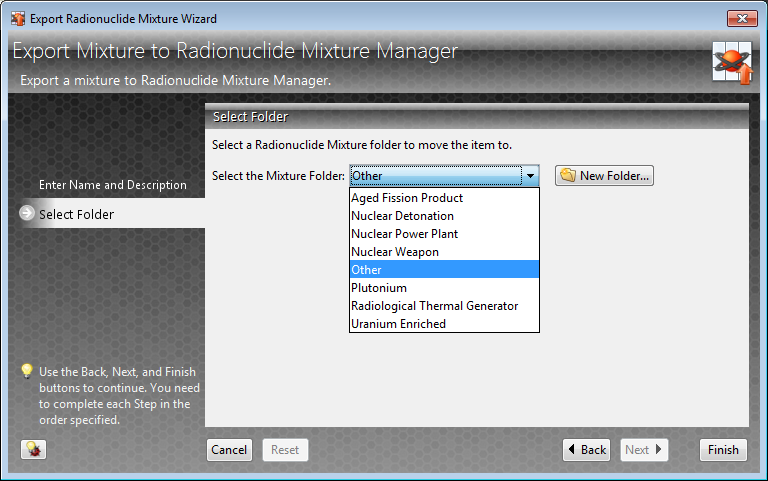 Export Radionuclide Mixture Wizard
Export Mixture to Radionuclide Mixture Manager
Export a mixture to Radionuclide Mixture Manager.
Enter Name and Description
Select Folder
Use the Back, Next, and Finish
buttons to continue. You need
to complete each Step in the
order specified.
Select Folder
Select a Radionuclide Mixture folder to move the item to.
Select the Mixture Folder: Other New Folder...
Aged Fission Product
Nuclear Detonation
Nuclear Power Plant
Nuclear Weapon
Other
Plutonium
Radiological Thermal Generator
Uranium Enriched
Cancel Reset Back Next Finish